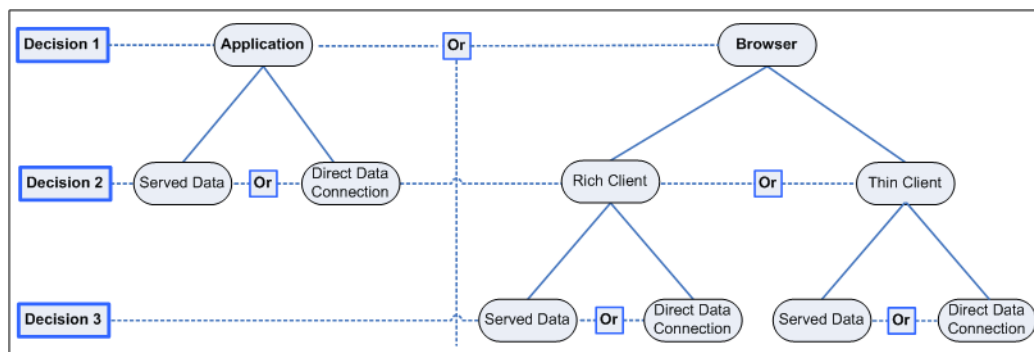 Decision 1
Application
Or
Browser
Decision 2
Served Data
Or
Direct Data
Connection
Rich Client
Or
Thin Client
Decision 3
Served Data
Or
Direct Data
Connection
Served Data
Or
Direct Data
Connection